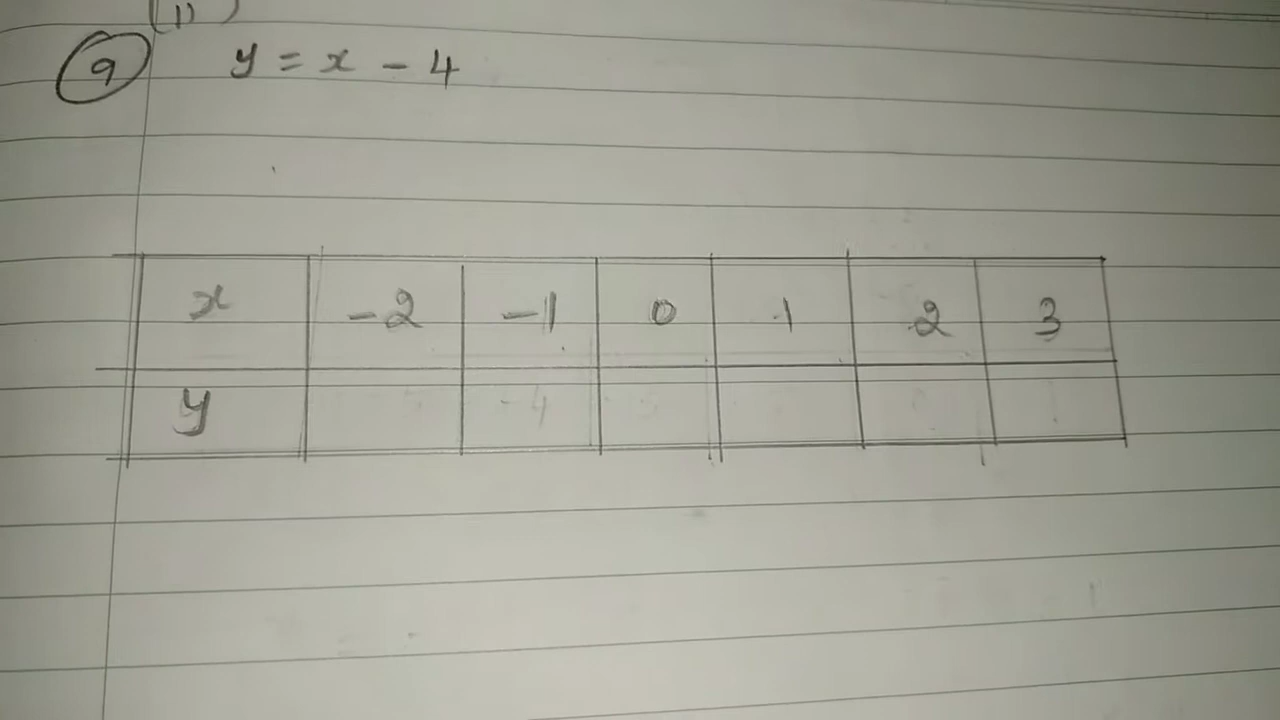 (9) y = x - 4
x -2 -1 0 1 2 3
y